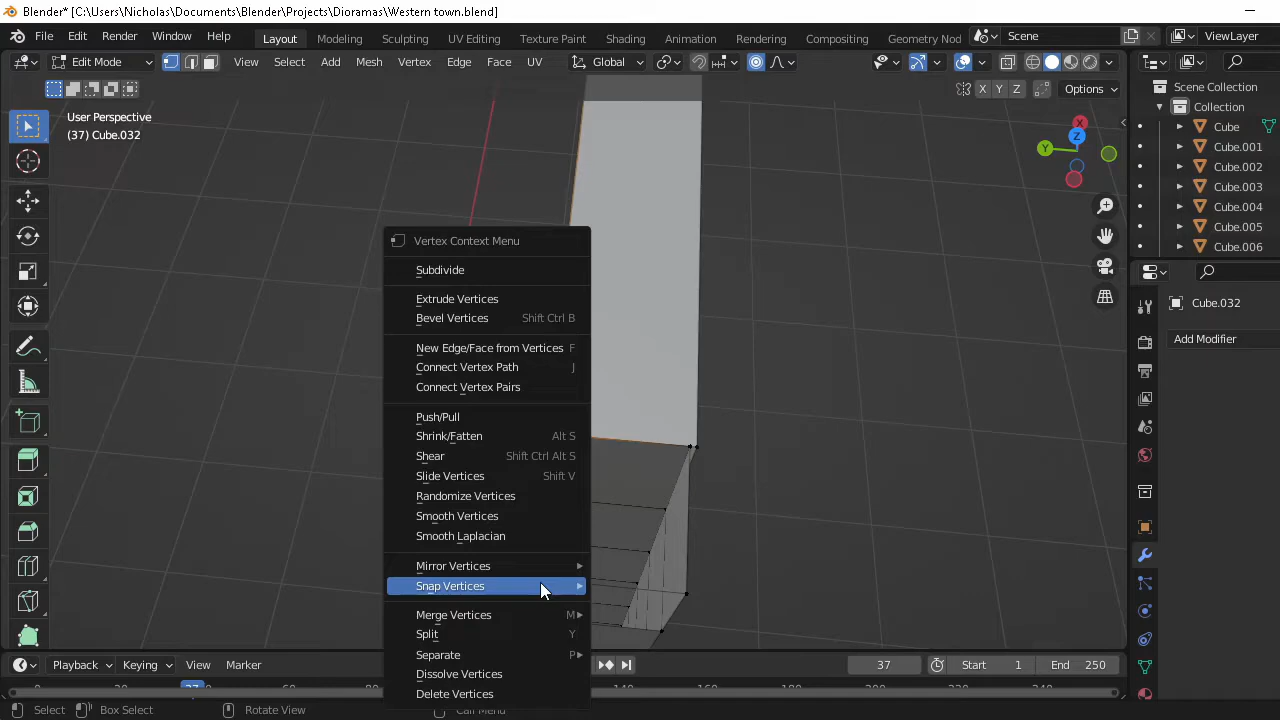 Blender* [C:\Users\Nicholas\Documents\Blender\Projects\Dioramas\Western town.blend]
File Edit Render Window Help Layout Modeling Sculpting UV Editing Texture Paint Shading Animation Rendering Compositing Geometry Nod Scene ViewLayer
Edit Mode View Select Add Mesh Vertex Edge Face UV Global
X Y Z Options
User Perspective
(37) Cube.032
X
Z
Y
Scene Collection
Collection
Cube
Cube.001
Cube.002
Cube.003
Cube.004
Cube.005
Cube.006
Cube.032
Add Modifier
Vertex Context Menu
Subdivide
Extrude Vertices
Bevel Vertices Shift Ctrl B
New Edge/Face from Vertices F
Connect Vertex Path J
Connect Vertex Pairs
Push/Pull
Shrink/Fatten Alt S
Shear Shift Ctrl Alt S
Slide Vertices Shift V
Randomize Vertices
Smooth Vertices
Smooth Laplacian
Mirror Vertices
Snap Vertices
Merge Vertices M
Split Y
Separate P
Dissolve Vertices
Delete Vertices
Playback Keying View Marker 37 Start 1 End 250
37 140 160
Select Box Select Rotate View Call Menu